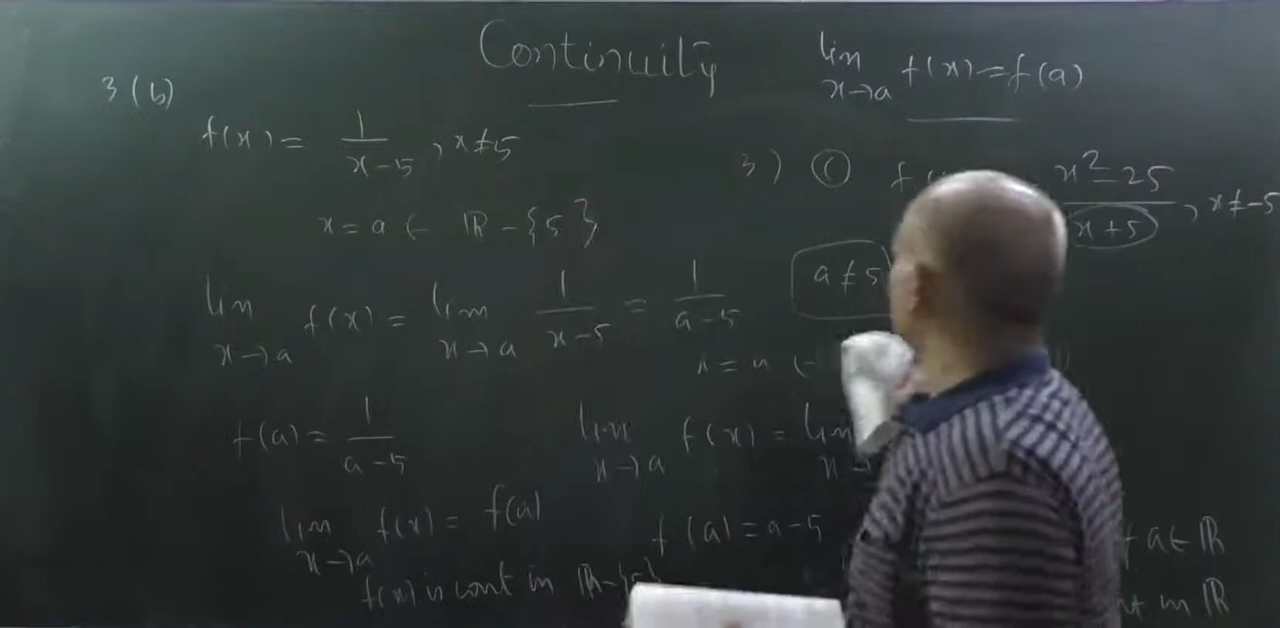 Continuity
lim x→a f(x) = f(a)
3(b)
f(x) = 1/(x-5), x≠5
x = a ∈ ℝ - {5}
lim x→a f(x) = lim x→a 1/(x-5) = 1/(a-5)
a ≠ 5
f(a) = 1/(a-5)
lim x→a f(x) = f(a)
f(x) is cont in ℝ-{5}
3) (c) f x²-25/(x+5), x≠-5
x = a ∈
lim x→a f(x) = lim x→
f(a) = a-5
a∈ℝ
in ℝ